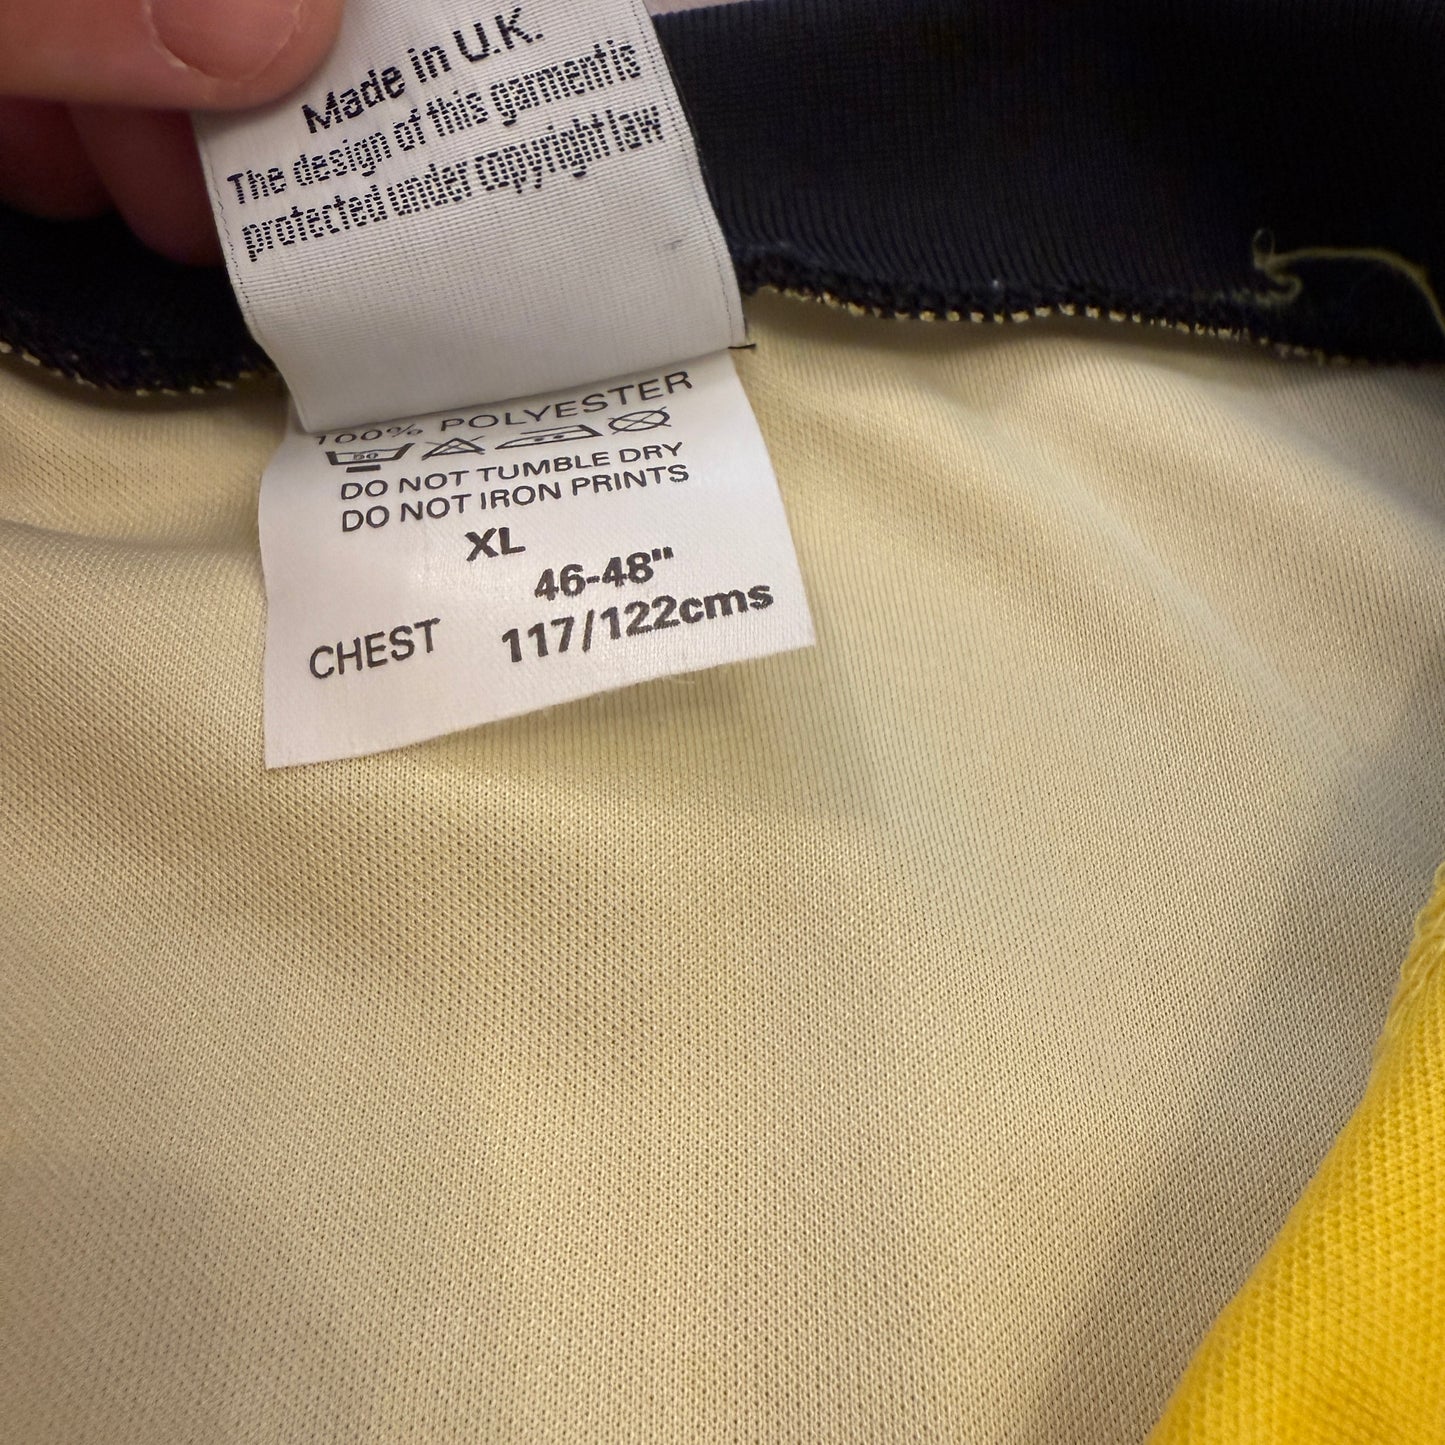 Made in U.K.
The design of this garment is
protected under copyright law
100% POLYESTER
50
DO NOT TUMBLE DRY
DO NOT IRON PRINTS
XL
46-48"
CHEST 117/122cms